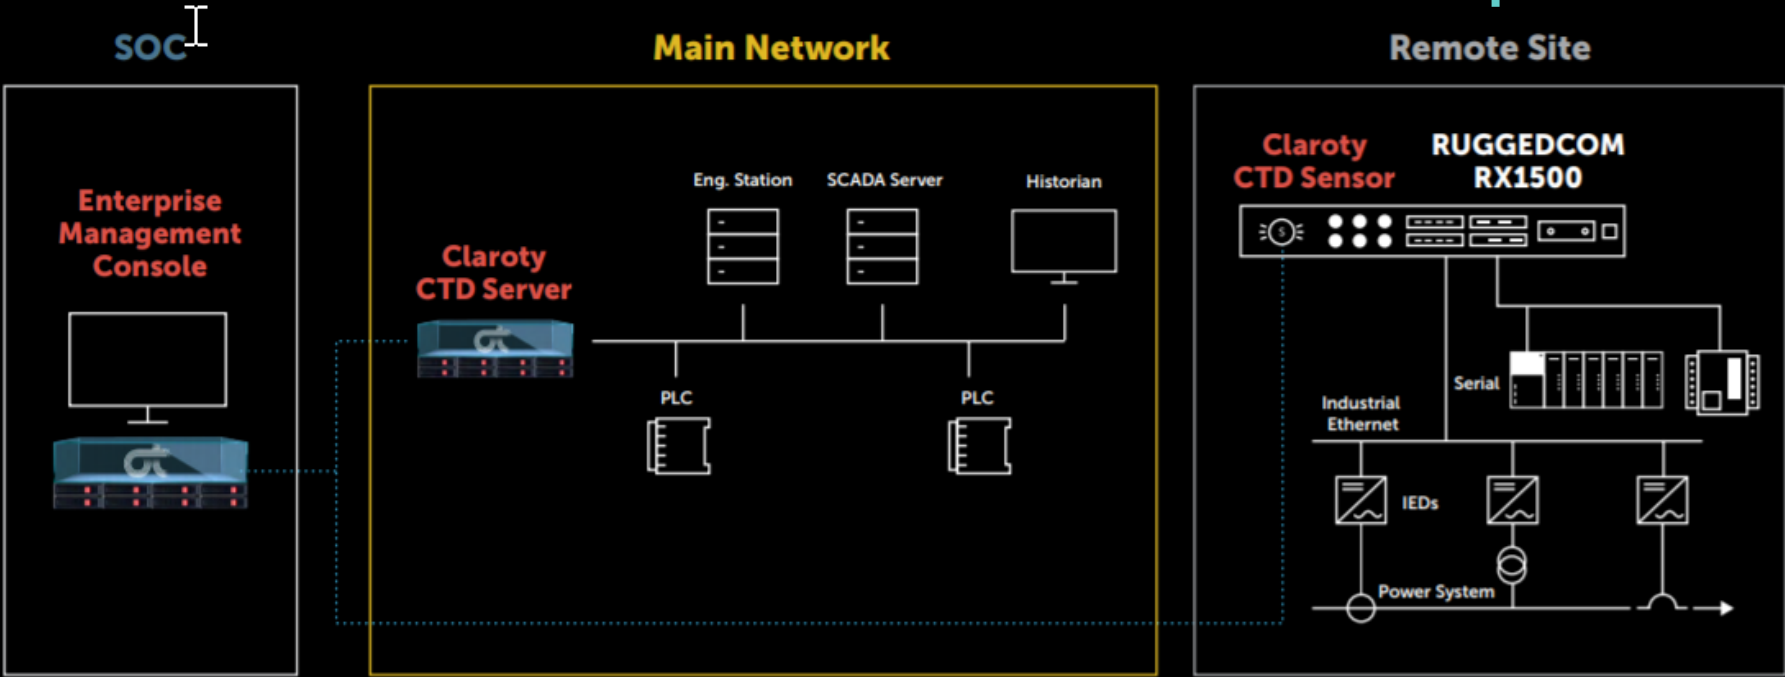 SOC
Main Network
Remote Site
Enterprise
Management
Console
Claroty
CTD Server
Eng. Station
SCADA Server
Historian
PLC
PLC
Claroty
CTD Sensor
RUGGEDCOM
RX1500
S
Serial
Industrial
Ethernet
IEDs
Power System